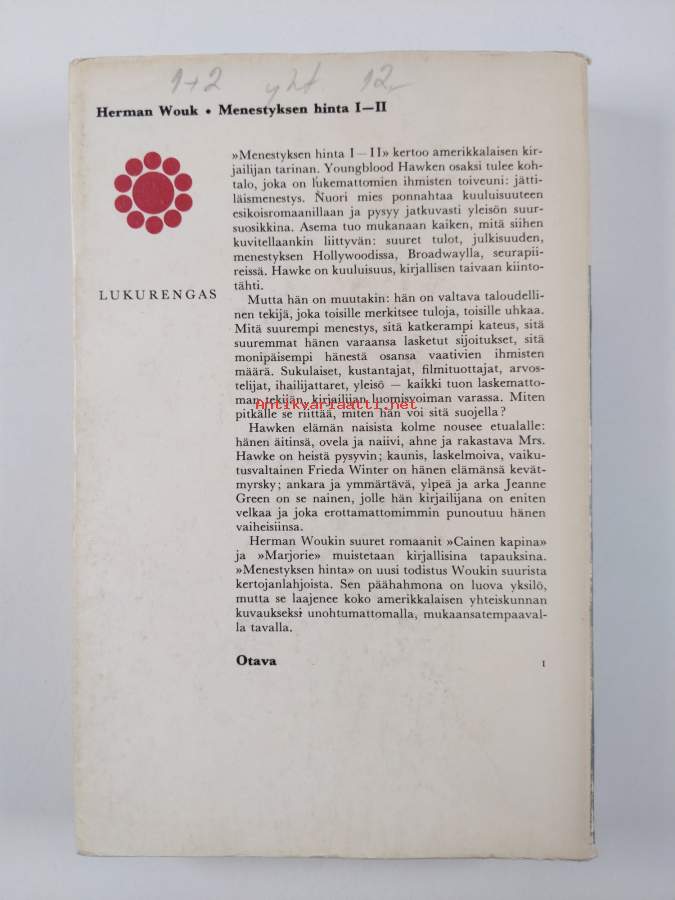 1+2 yht 12,-
Herman Wouk • Menestyksen hinta I—II
»Menestyksen hinta I—II» kertoo amerikkalaisen kir-
jailijan tarinan. Youngblood Hawken osaksi tulee koh-
talo, joka on lukemattomien ihmisten toiveuni: jätti-
läismenestys. Nuori mies ponnahtaa kuuluisuuteen
esikoisromaanillaan ja pysyy jatkuvasti yleisön suur-
suosikkina. Asema tuo mukanaan kaiken, mitä siihen
kuvitellaankin liittyvän: suuret tulot, julkisuuden,
menestyksen Hollywoodissa, Broadwaylla, seurapii-
reissä. Hawke on kuuluisuus, kirjallisen taivaan kiinto-
tähti.
LUKURENGAS
Mutta hän on muutakin: hän on valtava taloudelli-
nen tekijä, joka toisille merkitsee tuloja, toisille uhkaa.
Mitä suurempi menestys, sitä katkerampi kateus, sitä
suuremmat hänen varaansa lasketut sijoitukset, sitä
monipäisempi hänestä osansa vaativien ihmisten
määrä. Sukulaiset, kustantajat, filmituottajat, arvos-
telijat, ihailijattaret, yleisö — kaikki tuon laskematto-
man tekijän, kirjailijan luomisvoiman varassa. Miten
Antikvariaatti.net
pitkälle se riittää, miten hän voi sitä suojella?
Hawken elämän naisista kolme nousee etualalle:
hänen äitinsä, ovela ja naiivi, ahne ja rakastava Mrs.
Hawke on heistä pysyvin; kaunis, laskelmoiva, vaiku-
tusvaltainen Frieda Winter on hänen elämänsä kevät-
myrsky; ankara ja ymmärtävä, ylpeä ja arka Jeanne
Green on se nainen, jolle hän kirjailijana on eniten
velkaa ja joka erottamattomimmin punoutuu hänen
vaiheisiinsa.
Herman Woukin suuret romaanit »Cainen kapina»
ja »Marjorie» muistetaan kirjallisina tapauksina.
»Menestyksen hinta» on uusi todistus Woukin suurista
kertojanlahjoista. Sen päähahmona on luova yksilö,
mutta se laajenee koko amerikkalaisen yhteiskunnan
kuvaukseksi unohtumattomalla, mukaansatempaaval-
la tavalla.
Otava
1